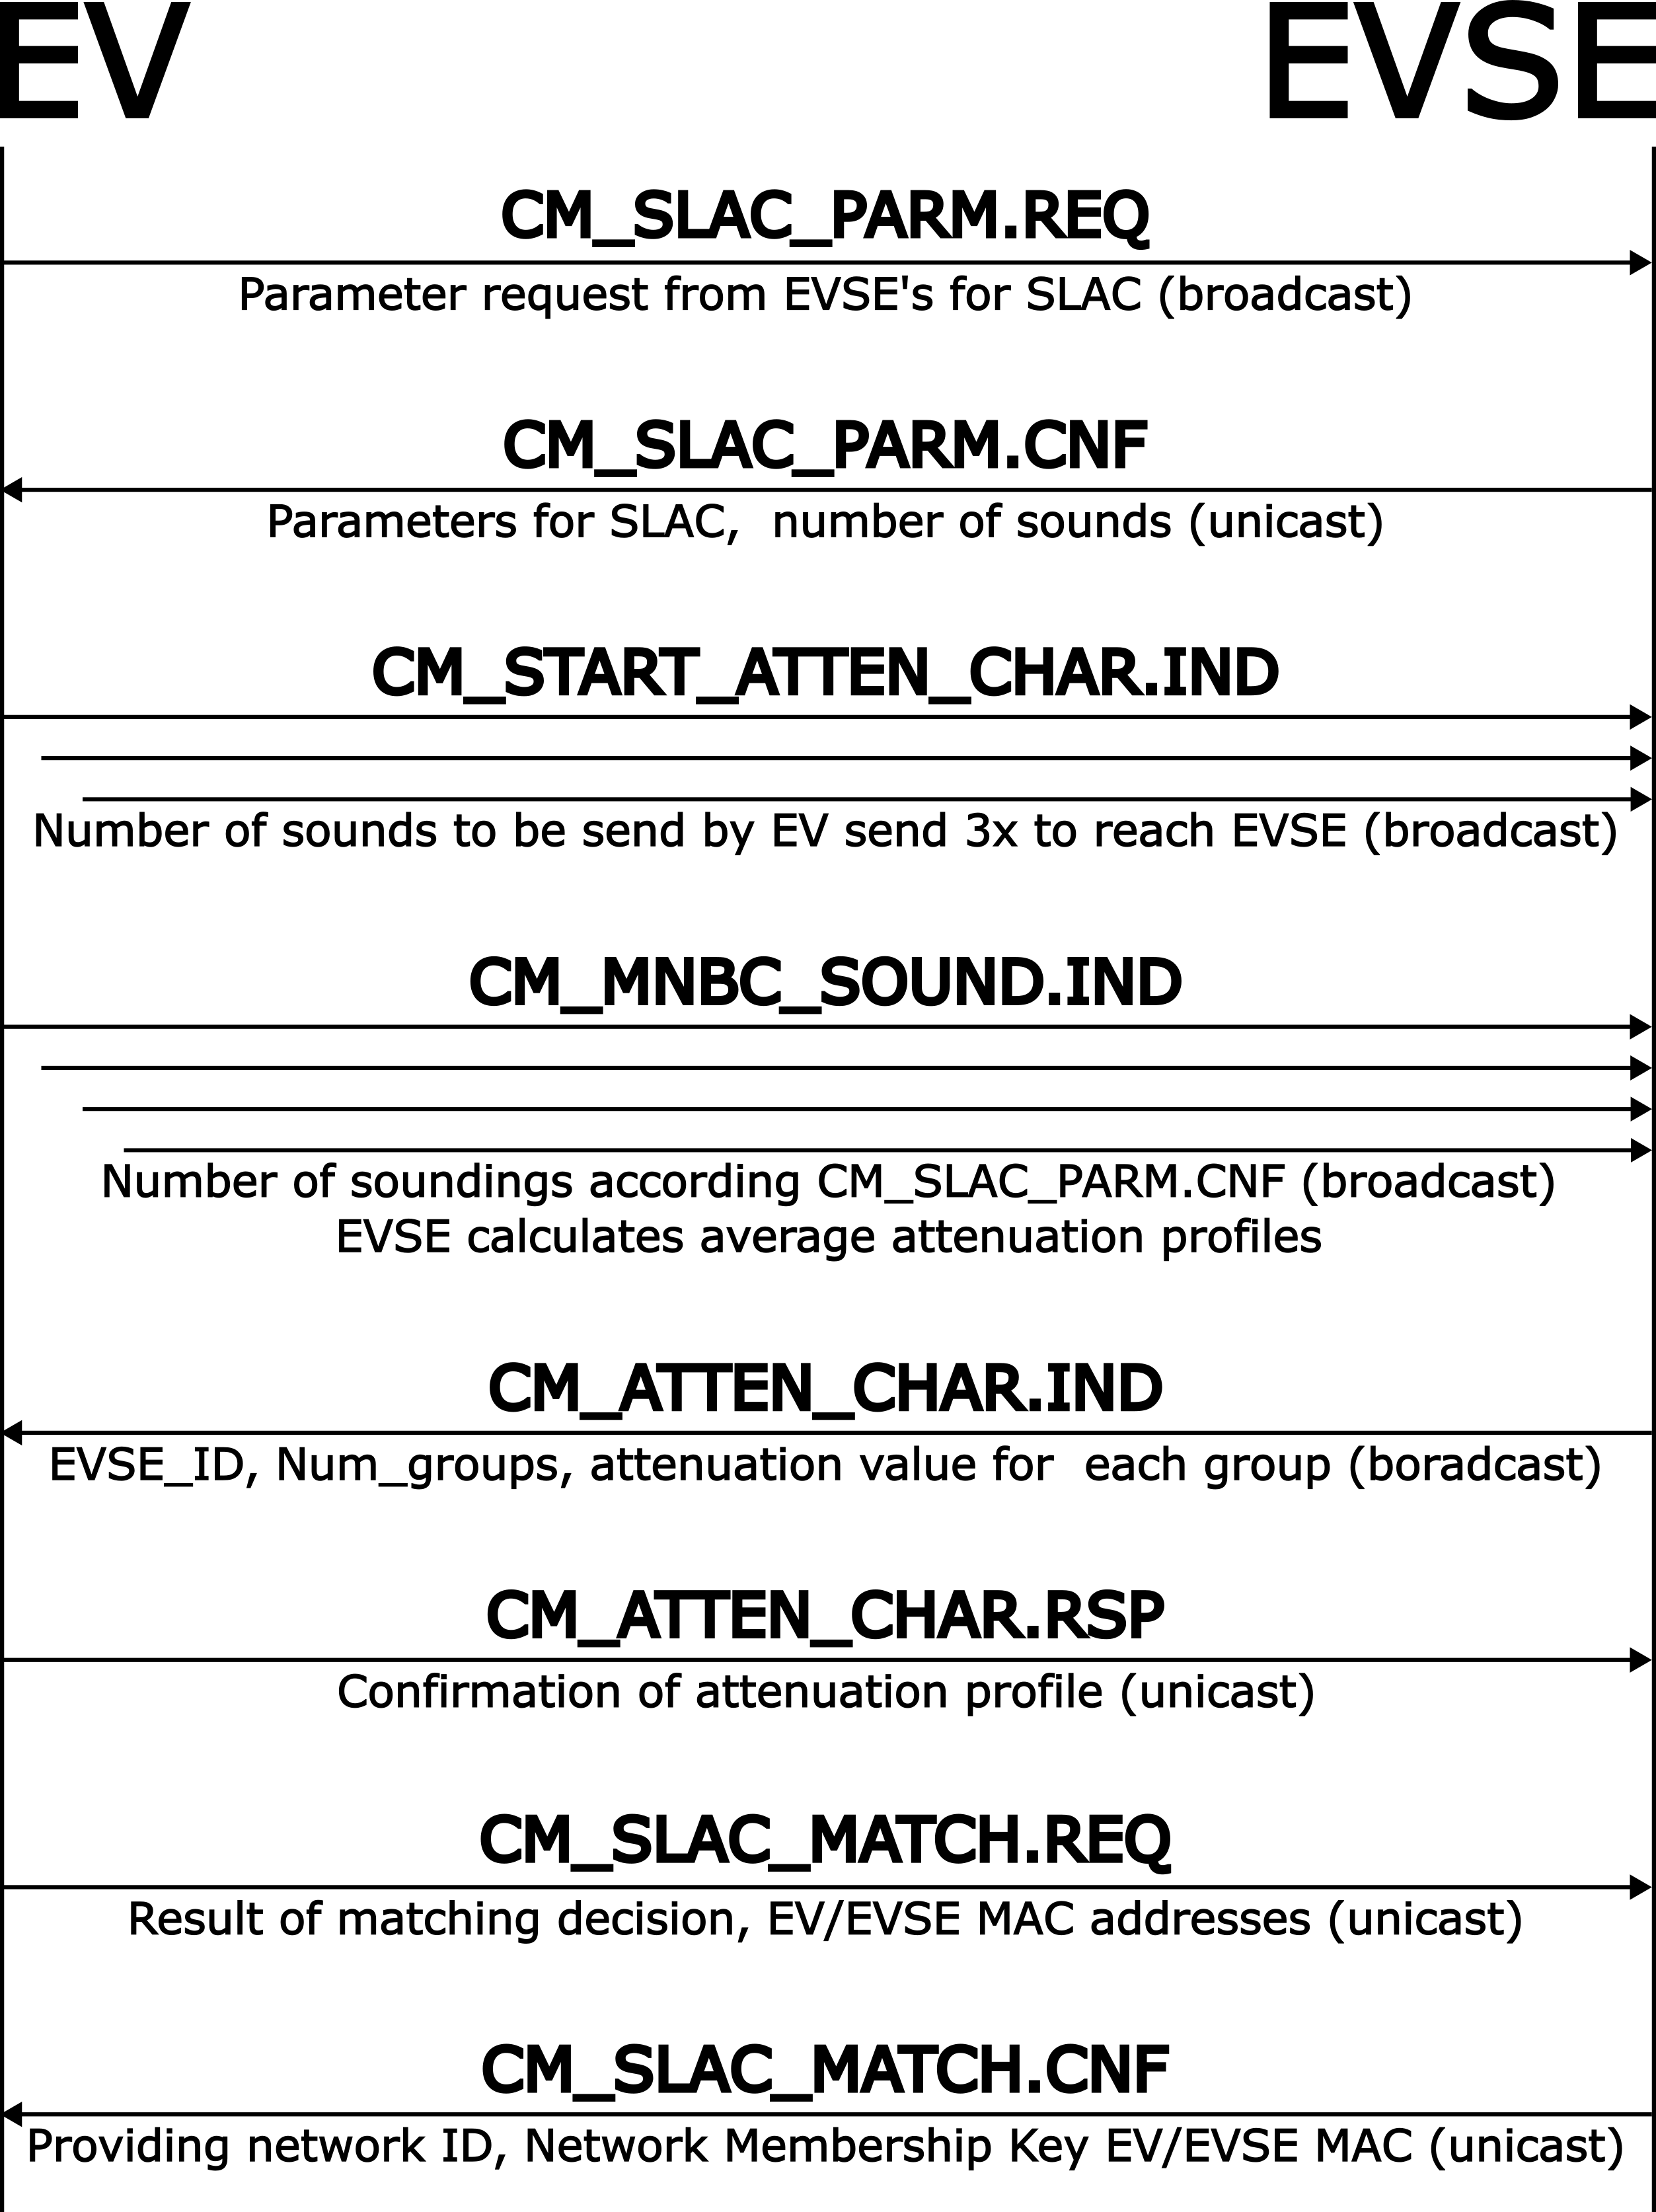 EV EVSE
CM_SLAC_PARM.REQ
Parameter request from EVSE's for SLAC (broadcast)
CM_SLAC_PARM.CNF
Parameters for SLAC,  number of sounds (unicast)
CM_START_ATTEN_CHAR.IND
Number of sounds to be send by EV send 3x to reach EVSE (broadcast)
CM_MNBC_SOUND.IND
Number of soundings according CM_SLAC_PARM.CNF (broadcast)
EVSE calculates average attenuation profiles
CM_ATTEN_CHAR.IND
EVSE_ID, Num_groups, attenuation value for  each group (boradcast)
CM_ATTEN_CHAR.RSP
Confirmation of attenuation profile (unicast)
CM_SLAC_MATCH.REQ
Result of matching decision, EV/EVSE MAC addresses (unicast)
CM_SLAC_MATCH.CNF
Providing network ID, Network Membership Key EV/EVSE MAC (unicast)